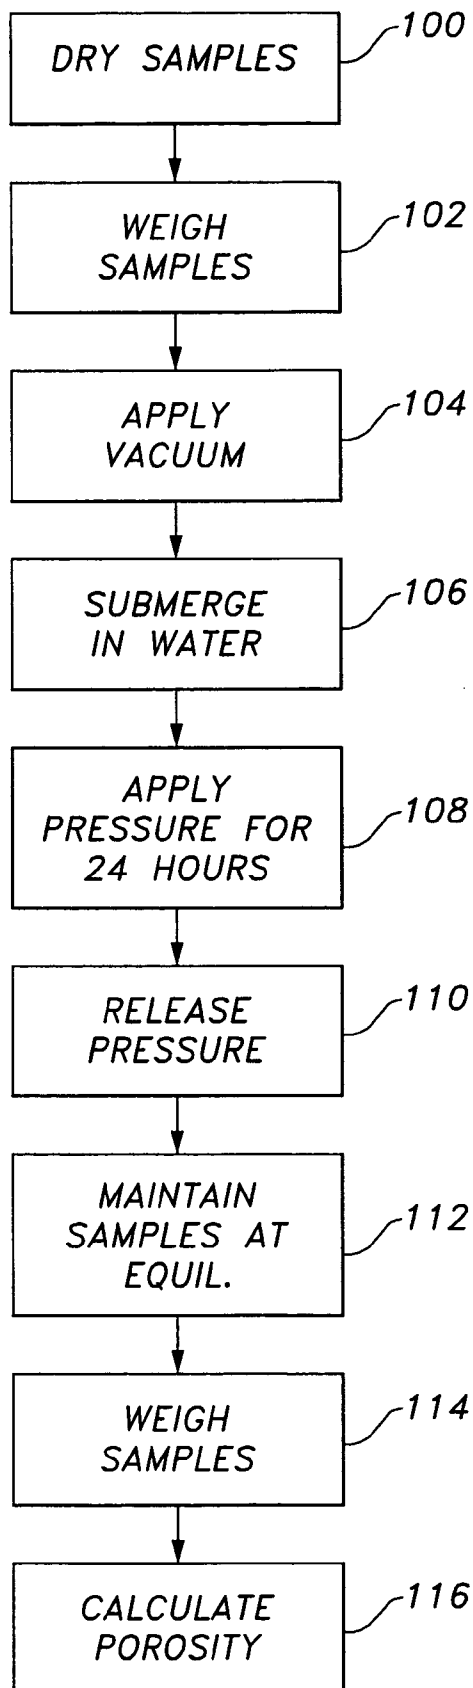 DRY SAMPLES
100
WEIGH
SAMPLES
102
APPLY
VACUUM
104
SUBMERGE
IN WATER
106
APPLY
PRESSURE FOR
24 HOURS
108
RELEASE
PRESSURE
110
MAINTAIN
SAMPLES AT
EQUIL.
112
WEIGH
SAMPLES
114
CALCULATE
POROSITY
116